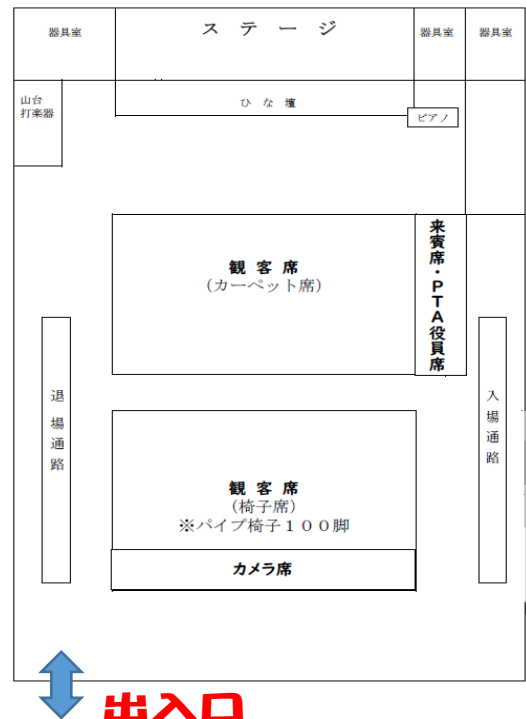 器具室
ステージ
器具室
器具室
山台
打楽器
ひな壇
ピアノ
観客席
(カーペット席)
来賓席・PTA役員席
退場通路
入場通路
観客席
(椅子席)
※パイプ椅子１００脚
カメラ席
出入口